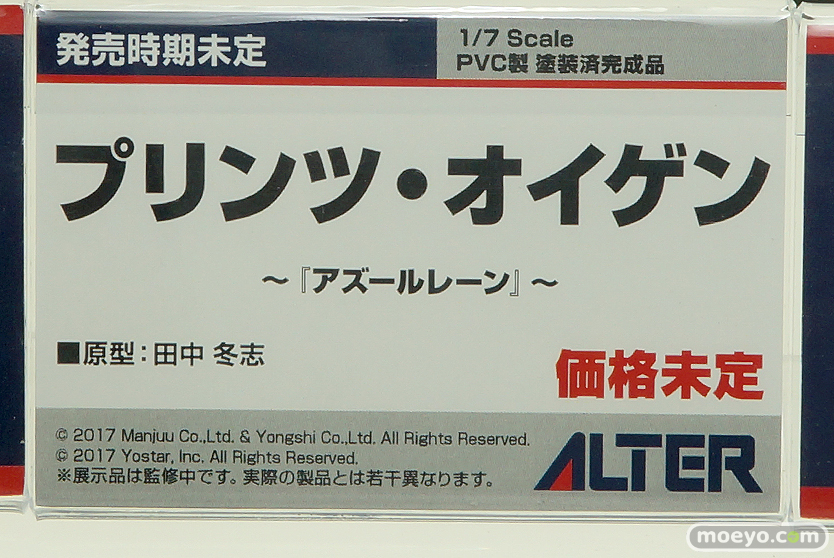 発売時期未定
1/7 Scale
PVC製 塗装済完成品
プリンツ・オイゲン
～『アズールレーン』～
■原型：田中 冬志
価格未定
© 2017 Manjuu Co.,Ltd. & Yongshi Co.,Ltd. All Rights Reserved.
© 2017 Yostar, Inc. All Rights Reserved.
※展示品は監修中です。実際の製品とは若干異なります。
ALTER
moeyo.com